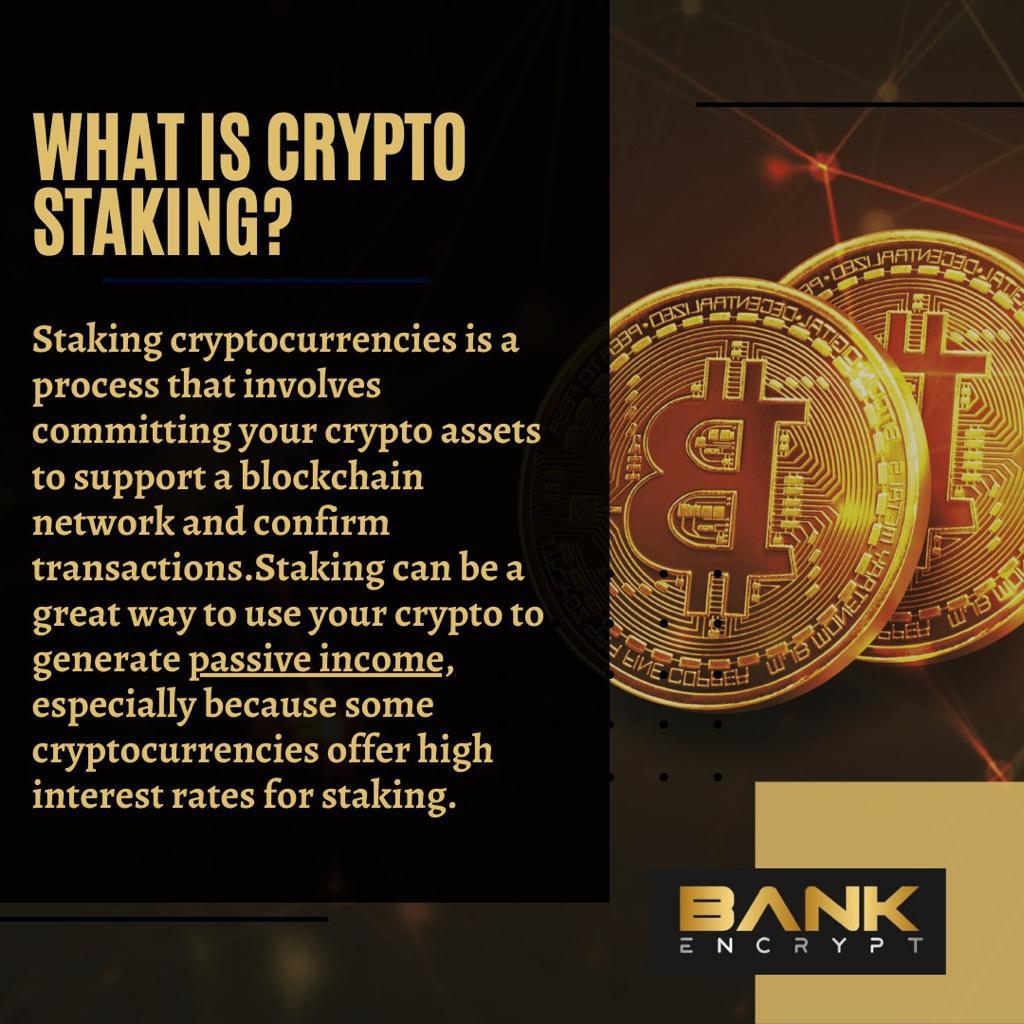 WHAT IS CRYPTO
STAKING?
Staking cryptocurrencies is a
process that involves
committing your crypto assets
to support a blockchain
network and confirm
transactions.Staking can be a
great way to use your crypto to
generate passive income,
especially because some
cryptocurrencies offer high
interest rates for staking.
BANK
ENCRYPT